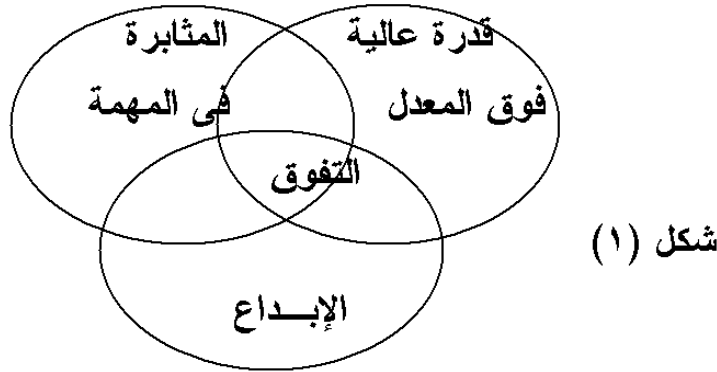 قدرة عالية
فوق المعدل
المثابرة
فى المهمة
التفوق
الإبـــداع
شكل (١)